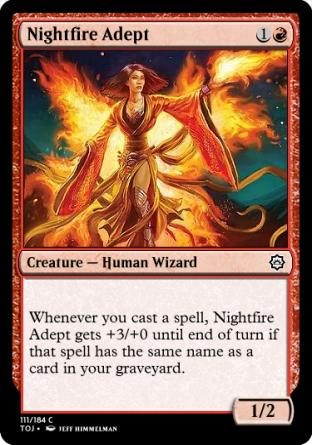 Nightfire Adept 1
Creature — Human Wizard
Whenever you cast a spell, Nightfire
Adept gets +3/+0 until end of turn if
that spell has the same name as a
card in your graveyard.
1/2
111/184 C
TOJ • JEFF HIMMELMAN